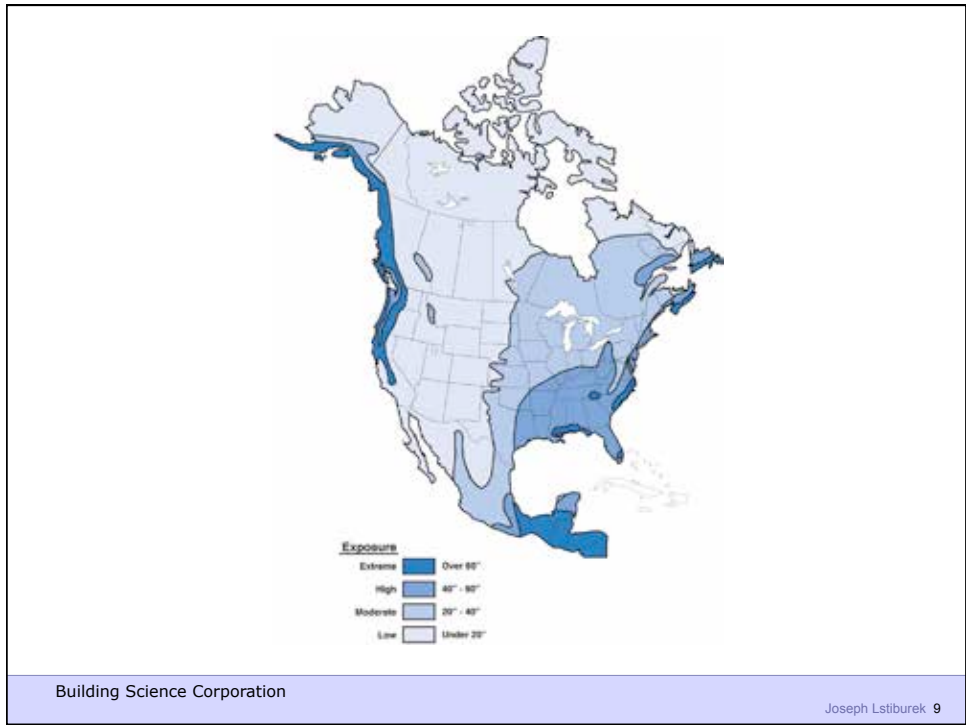 Exposure
Extreme Over 60"
High 40" - 60"
Moderate 20" - 40"
Low Under 20"
Building Science Corporation
Joseph Lstiburek 9